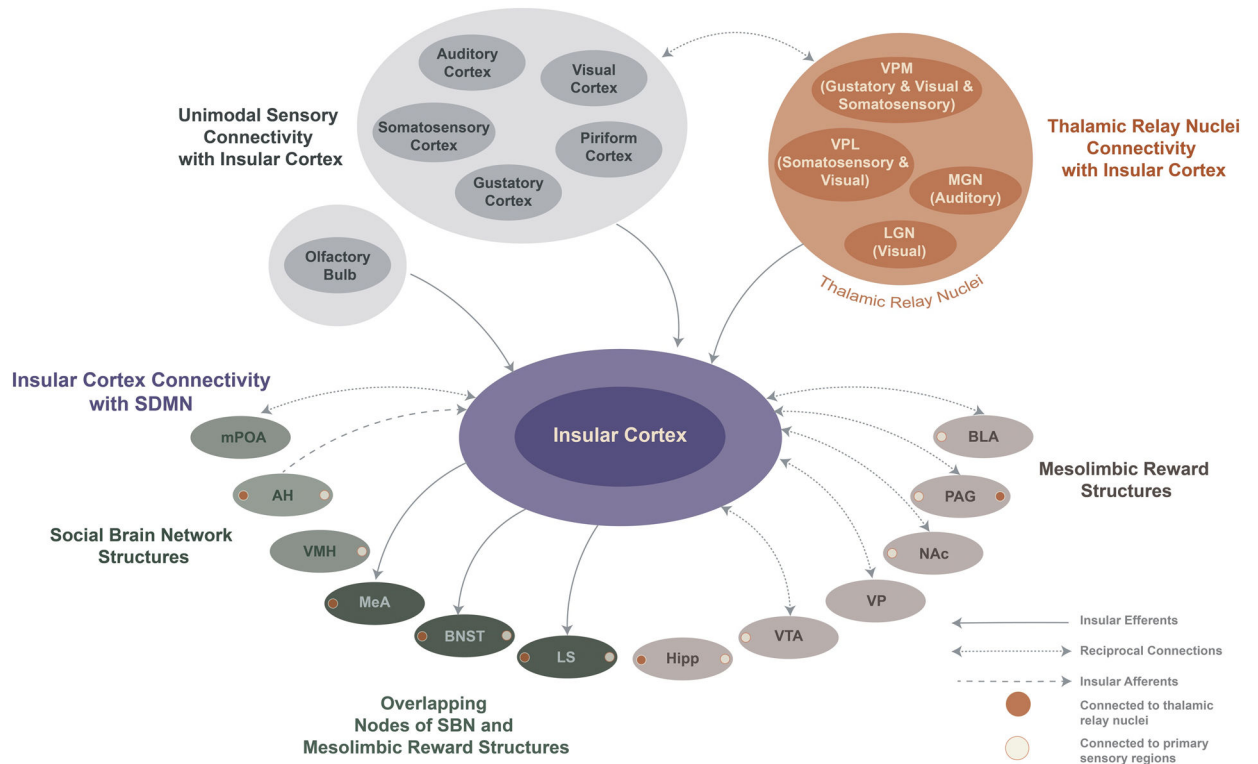 Auditory
Cortex
Visual
Cortex
Somatosensory
Cortex
Piriform
Cortex
Gustatory
Cortex
Unimodal Sensory
Connectivity
with Insular Cortex
VPM
(Gustatory & Visual &
Somatosensory)
VPL
(Somatosensory &
Visual)
MGN
(Auditory)
LGN
(Visual)
Thalamic Relay Nuclei
Thalamic Relay Nuclei
Connectivity
with Insular Cortex
Olfactory
Bulb
Insular Cortex Connectivity
with SDMN
Insular Cortex
mPOA
AH
Social Brain Network
Structures
VMH
MeA
BNST
LS
Hipp
VTA
VP
NAc
PAG
BLA
Mesolimbic Reward
Structures
Overlapping
Nodes of SBN and
Mesolimbic Reward Structures
Insular Efferents
Reciprocal Connections
Insular Afferents
Connected to thalamic
relay nuclei
Connected to primary
sensory regions